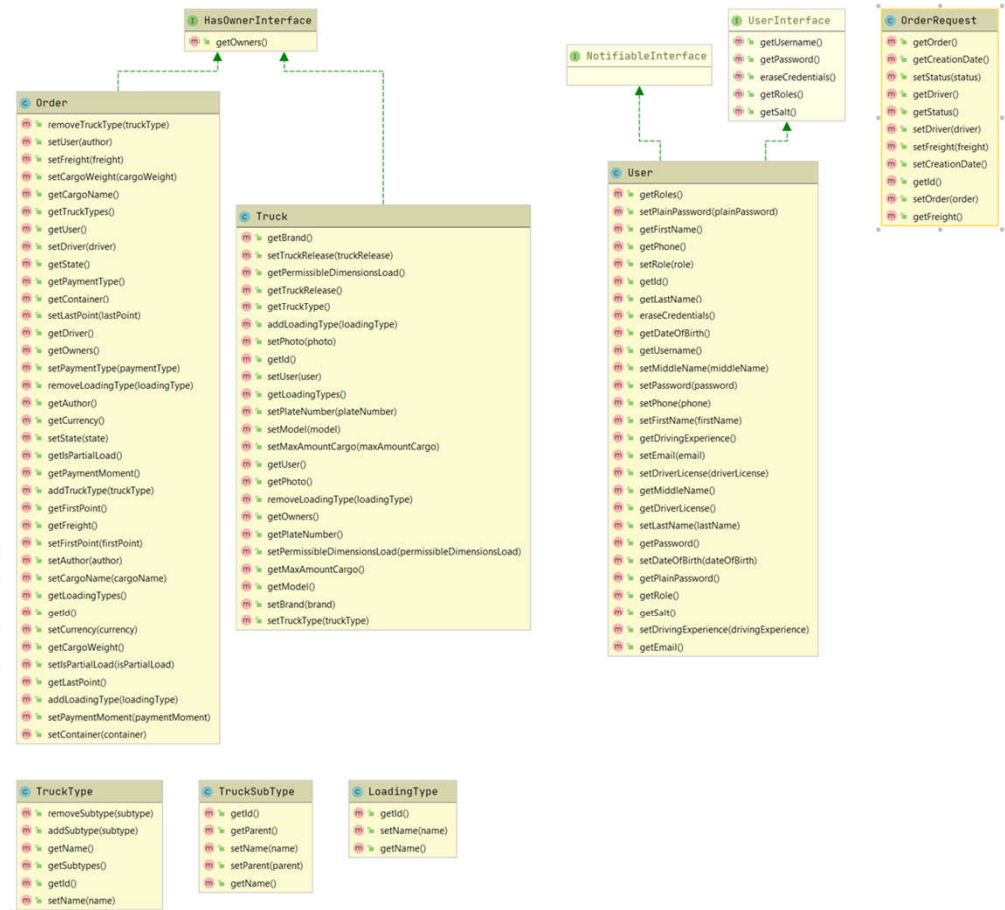 HasOwnerInterface
getOwners()
Order
removeTruckType(truckType)
setUser(author)
setFreight(freight)
setCargoWeight(cargoWeight)
getCargoName()
getTruckTypes()
getUser()
setDriver(driver)
getState()
getPaymentType()
getContainer()
setLastPoint(lastPoint)
getDriver()
getOwners()
setPaymentType(paymentType)
removeLoadingType(loadingType)
getAuthor()
getCurrency()
setState(state)
getIsPartialLoad()
getPaymentMoment()
addTruckType(truckType)
getFirstPoint()
getFreight()
setFirstPoint(firstPoint)
setAuthor(author)
setCargoName(cargoName)
getLoadingTypes()
getId()
setCurrency(currency)
getCargoWeight()
setIsPartialLoad(isPartialLoad)
getLastPoint()
addLoadingType(loadingType)
setPaymentMoment(paymentMoment)
setContainer(container)
Truck
getBrand()
setTruckRelease(truckRelease)
getPermissibleDimensionsLoad()
getTruckRelease()
getTruckType()
addLoadingType(loadingType)
setPhoto(photo)
getId()
setUser(user)
getLoadingTypes()
setPlateNumber(plateNumber)
setModel(model)
setMaxAmountCargo(maxAmountCargo)
getUser()
getPhoto()
removeLoadingType(loadingType)
getOwners()
getPlateNumber()
setPermissibleDimensionsLoad(permissibleDimensionsLoad)
getMaxAmountCargo()
getModel()
setBrand(brand)
setTruckType(truckType)
NotifiableInterface
UserInterface
getUsername()
getPassword()
eraseCredentials()
getRoles()
getSalt()
User
getRoles()
setPlainPassword(plainPassword)
getFirstName()
getPhone()
setRole(role)
getId()
getLastName()
eraseCredentials()
getDateOfBirth()
getUsername()
setMiddleName(middleName)
setPassword(password)
setPhone(phone)
setFirstName(firstName)
getDrivingExperience()
setEmail(email)
setDriverLicense(driverLicense)
getMiddleName()
getDriverLicense()
setLastName(lastName)
getPassword()
setDateOfBirth(dateOfBirth)
getPlainPassword()
getRole()
getSalt()
setDrivingExperience(drivingExperience)
getEmail()
OrderRequest
getOrder()
getCreationDate()
setStatus(status)
getDriver()
getStatus()
setDriver(driver)
setFreight(freight)
setCreationDate()
getId()
setOrder(order)
getFreight()
TruckType
removeSubtype(subtype)
addSubtype(subtype)
getName()
getSubtypes()
getId()
setName(name)
TruckSubType
getId()
getParent()
setName(name)
setParent(parent)
getName()
LoadingType
getId()
setName(name)
getName()